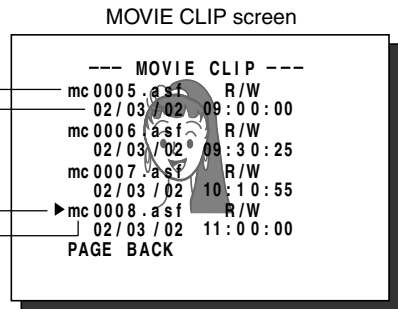 MOVIE CLIP screen
--- MOVIE CLIP ---
mc0005.asf R/W
02/03/02 09:00:00
mc0006.asf R/W
02/03/02 09:30:25
mc0007.asf R/W
02/03/02 10:10:55
▶mc0008.asf R/W
02/03/02 11:00:00
PAGE BACK